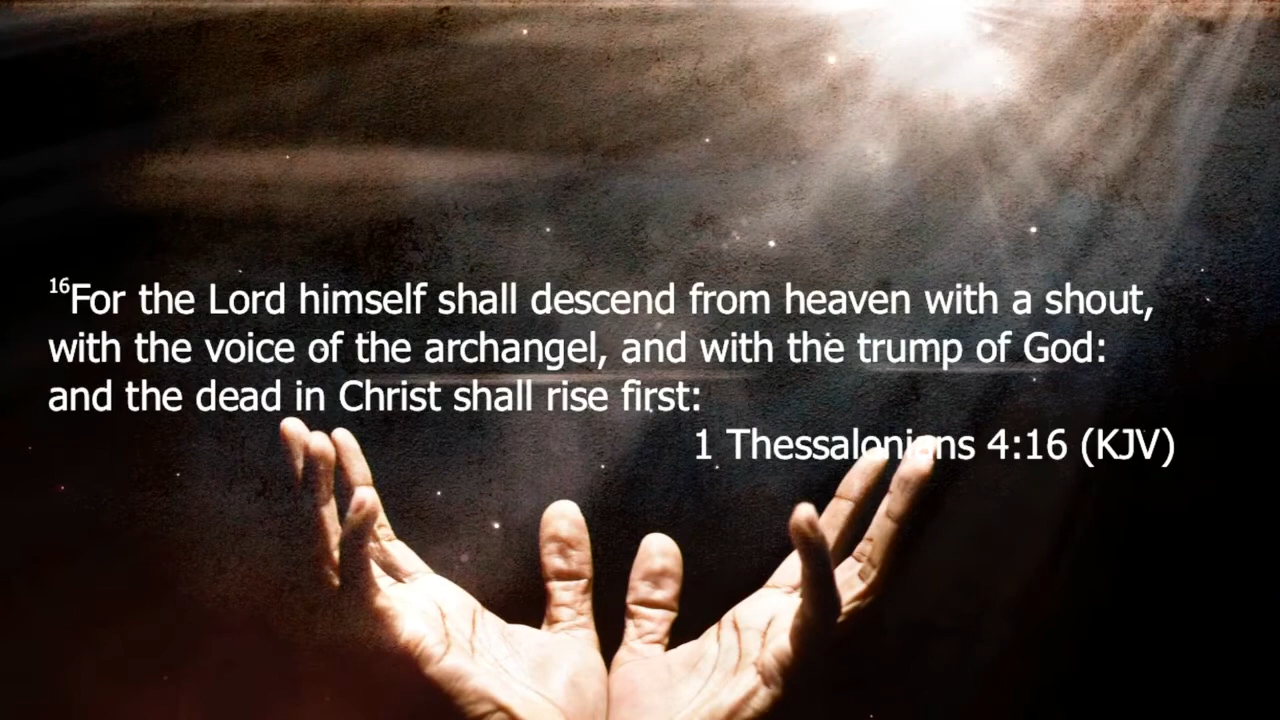 16For the Lord himself shall descend from heaven with a shout,
with the voice of the archangel, and with the trump of God:
and the dead in Christ shall rise first:
1 Thessalonians 4:16 (KJV)